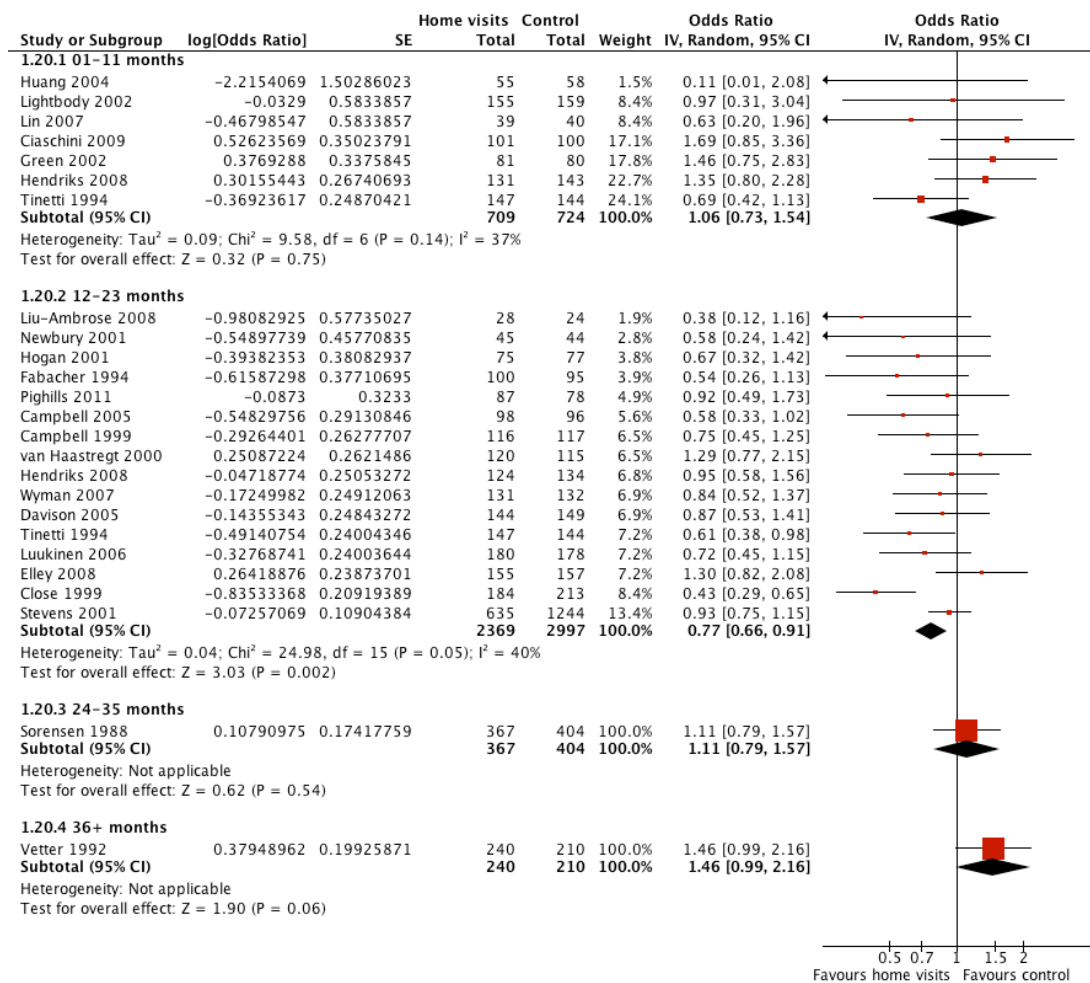 Home visits Control Odds Ratio Odds Ratio
Study or Subgroup log[Odds Ratio] SE Total Total Weight IV, Random, 95% CI IV, Random, 95% CI
1.20.1 01-11 months
Huang 2004 -2.2154069 1.50286023 55 58 1.5% 0.11 [0.01, 2.08]
Lightbody 2002 -0.0329 0.5833857 155 159 8.4% 0.97 [0.31, 3.04]
Lin 2007 -0.46798547 0.5833857 39 40 8.4% 0.63 [0.20, 1.96]
Ciaschini 2009 0.52623569 0.35023791 101 100 17.1% 1.69 [0.85, 3.36]
Green 2002 0.3769288 0.3375845 81 80 17.8% 1.46 [0.75, 2.83]
Hendriks 2008 0.30155443 0.26740693 131 143 22.7% 1.35 [0.80, 2.28]
Tinetti 1994 -0.36923617 0.24870421 147 144 24.1% 0.69 [0.42, 1.13]
Subtotal (95% CI) 709 724 100.0% 1.06 [0.73, 1.54]
Heterogeneity: Tau² = 0.09; Chi² = 9.58, df = 6 (P = 0.14); I² = 37%
Test for overall effect: Z = 0.32 (P = 0.75)
1.20.2 12-23 months
Liu-Ambrose 2008 -0.98082925 0.57735027 28 24 1.9% 0.38 [0.12, 1.16]
Newbury 2001 -0.54897739 0.45770835 45 44 2.8% 0.58 [0.24, 1.42]
Hogan 2001 -0.39382353 0.38082937 75 77 3.8% 0.67 [0.32, 1.42]
Fabacher 1994 -0.61587298 0.37710695 100 95 3.9% 0.54 [0.26, 1.13]
Pighills 2011 -0.0873 0.3233 87 78 4.9% 0.92 [0.49, 1.73]
Campbell 2005 -0.54829756 0.29130846 98 96 5.6% 0.58 [0.33, 1.02]
Campbell 1999 -0.29264401 0.26277707 116 117 6.5% 0.75 [0.45, 1.25]
van Haastregt 2000 0.25087224 0.2621486 120 115 6.5% 1.29 [0.77, 2.15]
Hendriks 2008 -0.04718774 0.25053272 124 134 6.8% 0.95 [0.58, 1.56]
Wyman 2007 -0.17249982 0.24912063 131 132 6.9% 0.84 [0.52, 1.37]
Davison 2005 -0.14355343 0.24843272 144 149 6.9% 0.87 [0.53, 1.41]
Tinetti 1994 -0.49140754 0.24004346 147 144 7.2% 0.61 [0.38, 0.98]
Luukinen 2006 -0.32768741 0.24003644 180 178 7.2% 0.72 [0.45, 1.15]
Elley 2008 0.26418876 0.23873701 155 157 7.2% 1.30 [0.82, 2.08]
Close 1999 -0.83533368 0.20919389 184 213 8.4% 0.43 [0.29, 0.65]
Stevens 2001 -0.07257069 0.10904384 635 1244 13.4% 0.93 [0.75, 1.15]
Subtotal (95% CI) 2369 2997 100.0% 0.77 [0.66, 0.91]
Heterogeneity: Tau² = 0.04; Chi² = 24.98, df = 15 (P = 0.05); I² = 40%
Test for overall effect: Z = 3.03 (P = 0.002)
1.20.3 24-35 months
Sorensen 1988 0.10790975 0.17417759 367 404 100.0% 1.11 [0.79, 1.57]
Subtotal (95% CI) 367 404 100.0% 1.11 [0.79, 1.57]
Heterogeneity: Not applicable
Test for overall effect: Z = 0.62 (P = 0.54)
1.20.4 36+ months
Vetter 1992 0.37948962 0.19925871 240 210 100.0% 1.46 [0.99, 2.16]
Subtotal (95% CI) 240 210 100.0% 1.46 [0.99, 2.16]
Heterogeneity: Not applicable
Test for overall effect: Z = 1.90 (P = 0.06)
0.5 0.7 1 1.5 2
Favours home visits Favours control